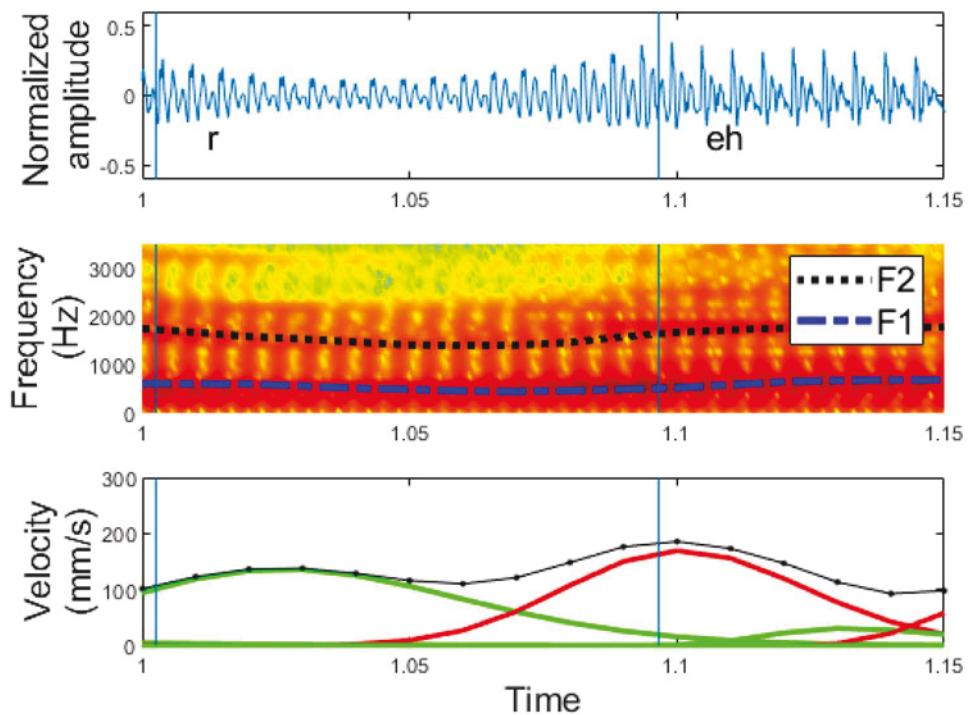 Normalized
amplitude
0.5
0
-0.5
r
eh
1
1.05
1.1
1.15
Frequency
(Hz)
3000
2000
1000
0
F2
F1
1
1.05
1.1
1.15
Velocity
(mm/s)
300
200
100
0
1
1.05
1.1
1.15
Time